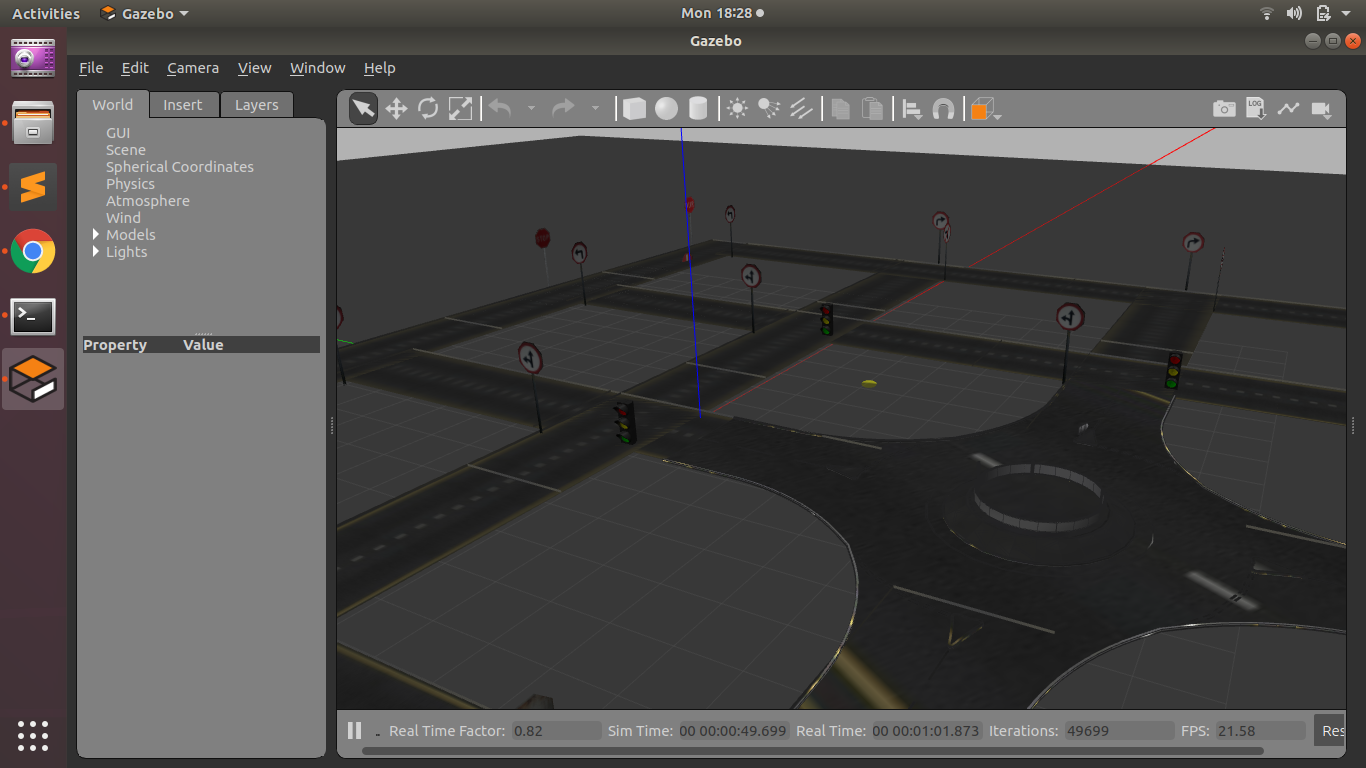 Activities Gazebo Mon 18:28
Gazebo
File Edit Camera View Window Help
World Insert Layers
LOG
GUI
Scene
Spherical Coordinates
Physics
Atmosphere
Wind
Models
Lights
Property Value
Real Time Factor: 0.82 Sim Time: 00 00:00:49.699 Real Time: 00 00:01:01.873 Iterations: 49699 FPS: 21.58 Res